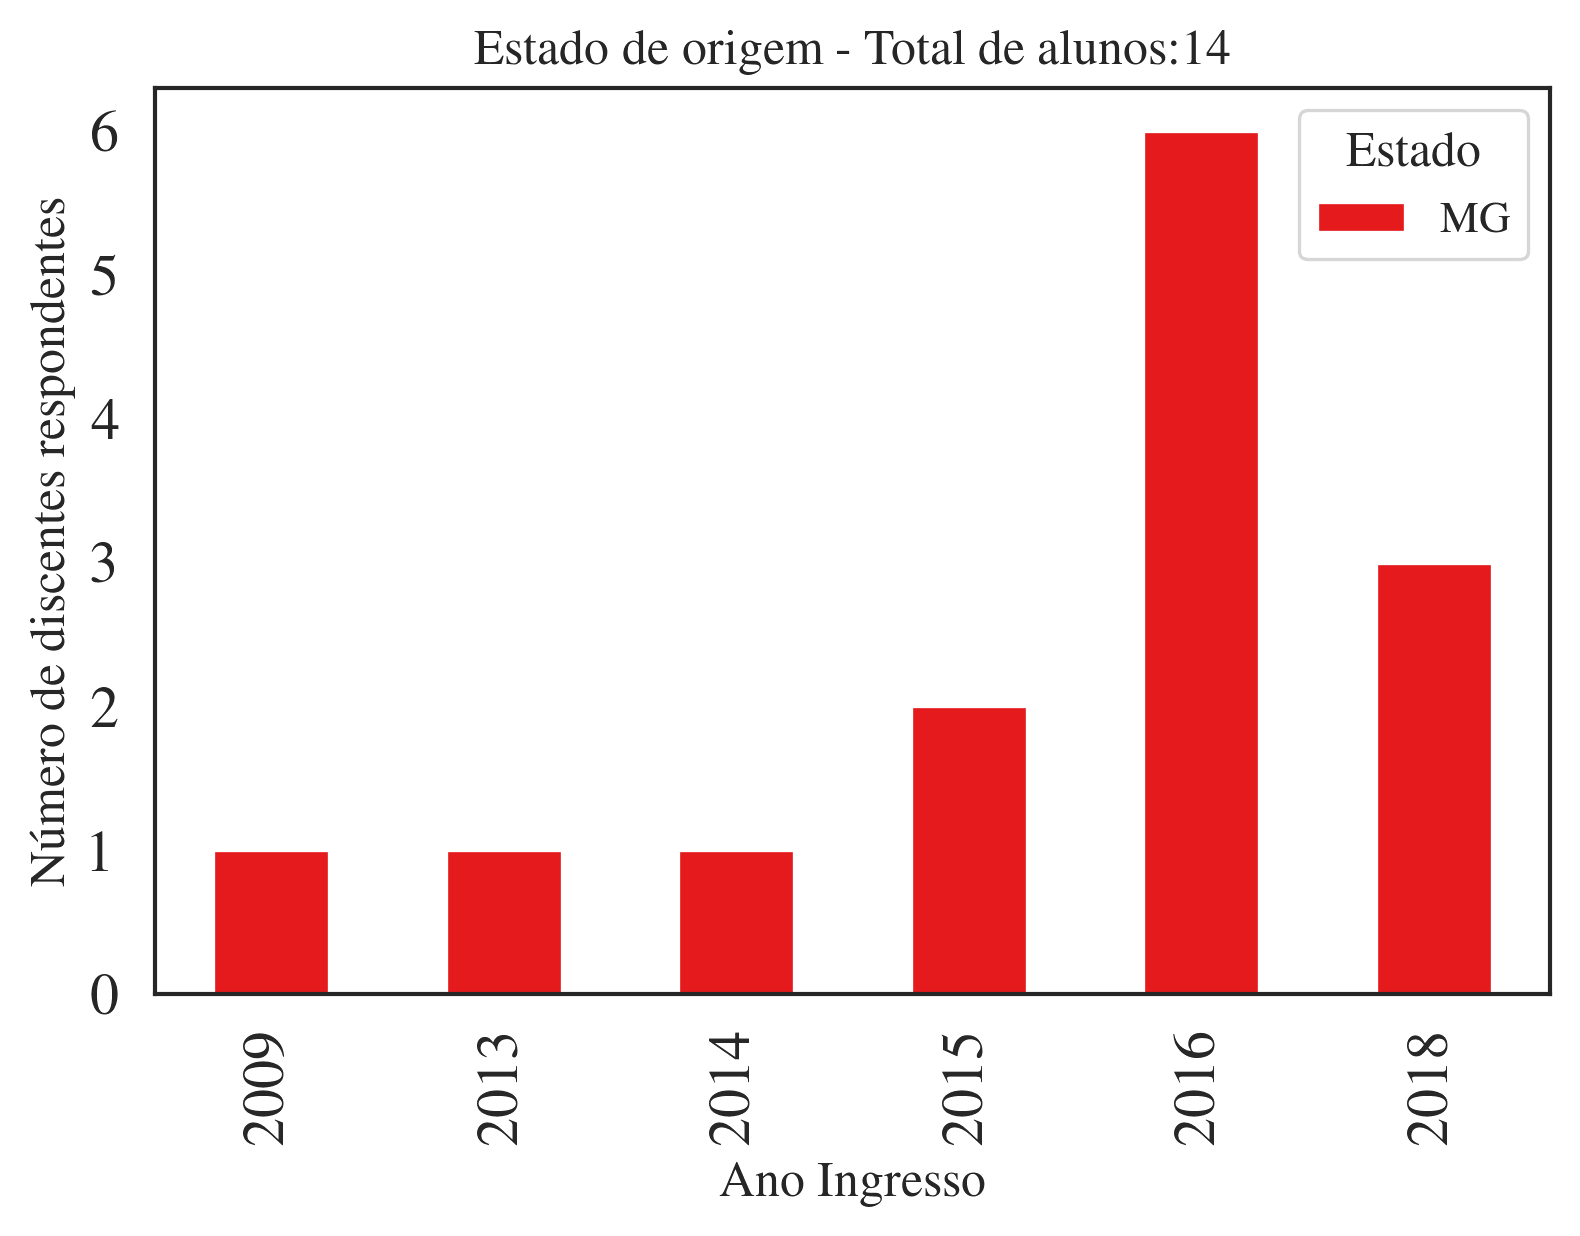 Estado de origem - Total de alunos:14
Estado
MG
Número de discentes respondentes
6
5
4
3
2
1
0
2009
2013
2014
2015
2016
2018
Ano Ingresso